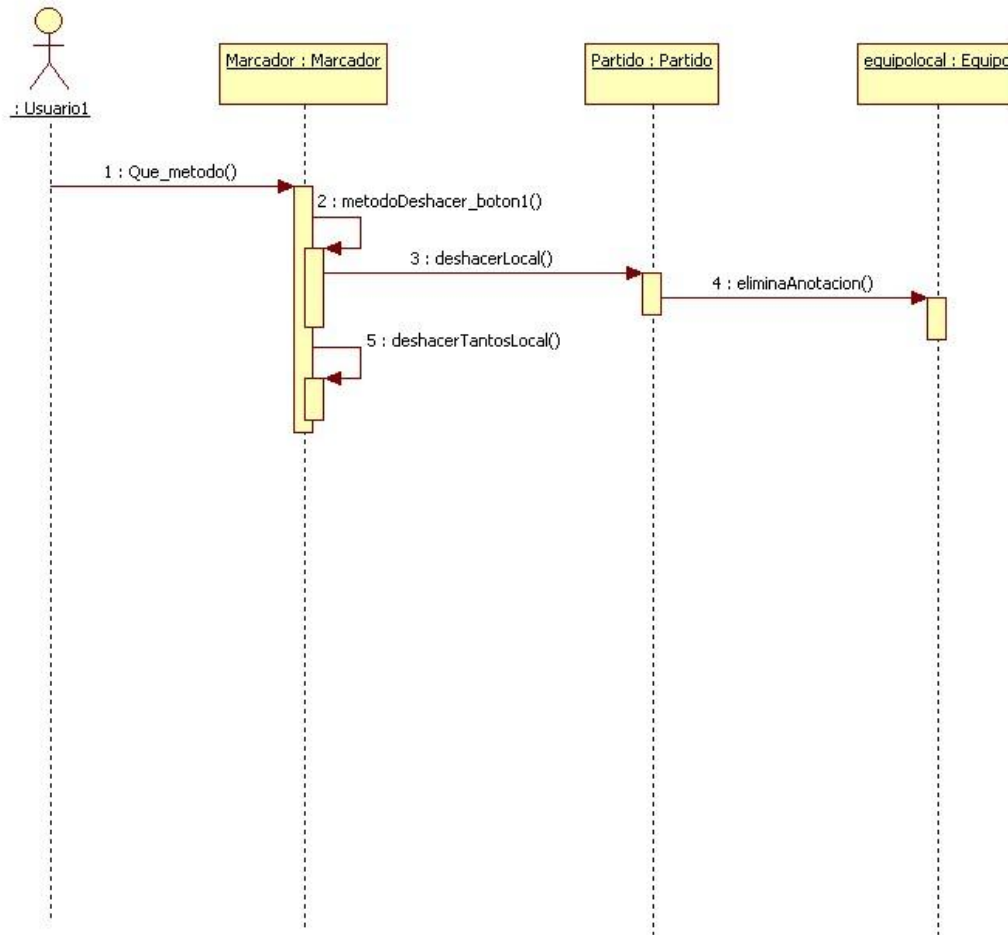 : Usuario1
Marcador : Marcador
Partido : Partido
equipolocal : Equipo
1 : Que_metodo()
2 : metodoDeshacer_boton1()
3 : deshacerLocal()
4 : eliminaAnotacion()
5 : deshacerTantosLocal()